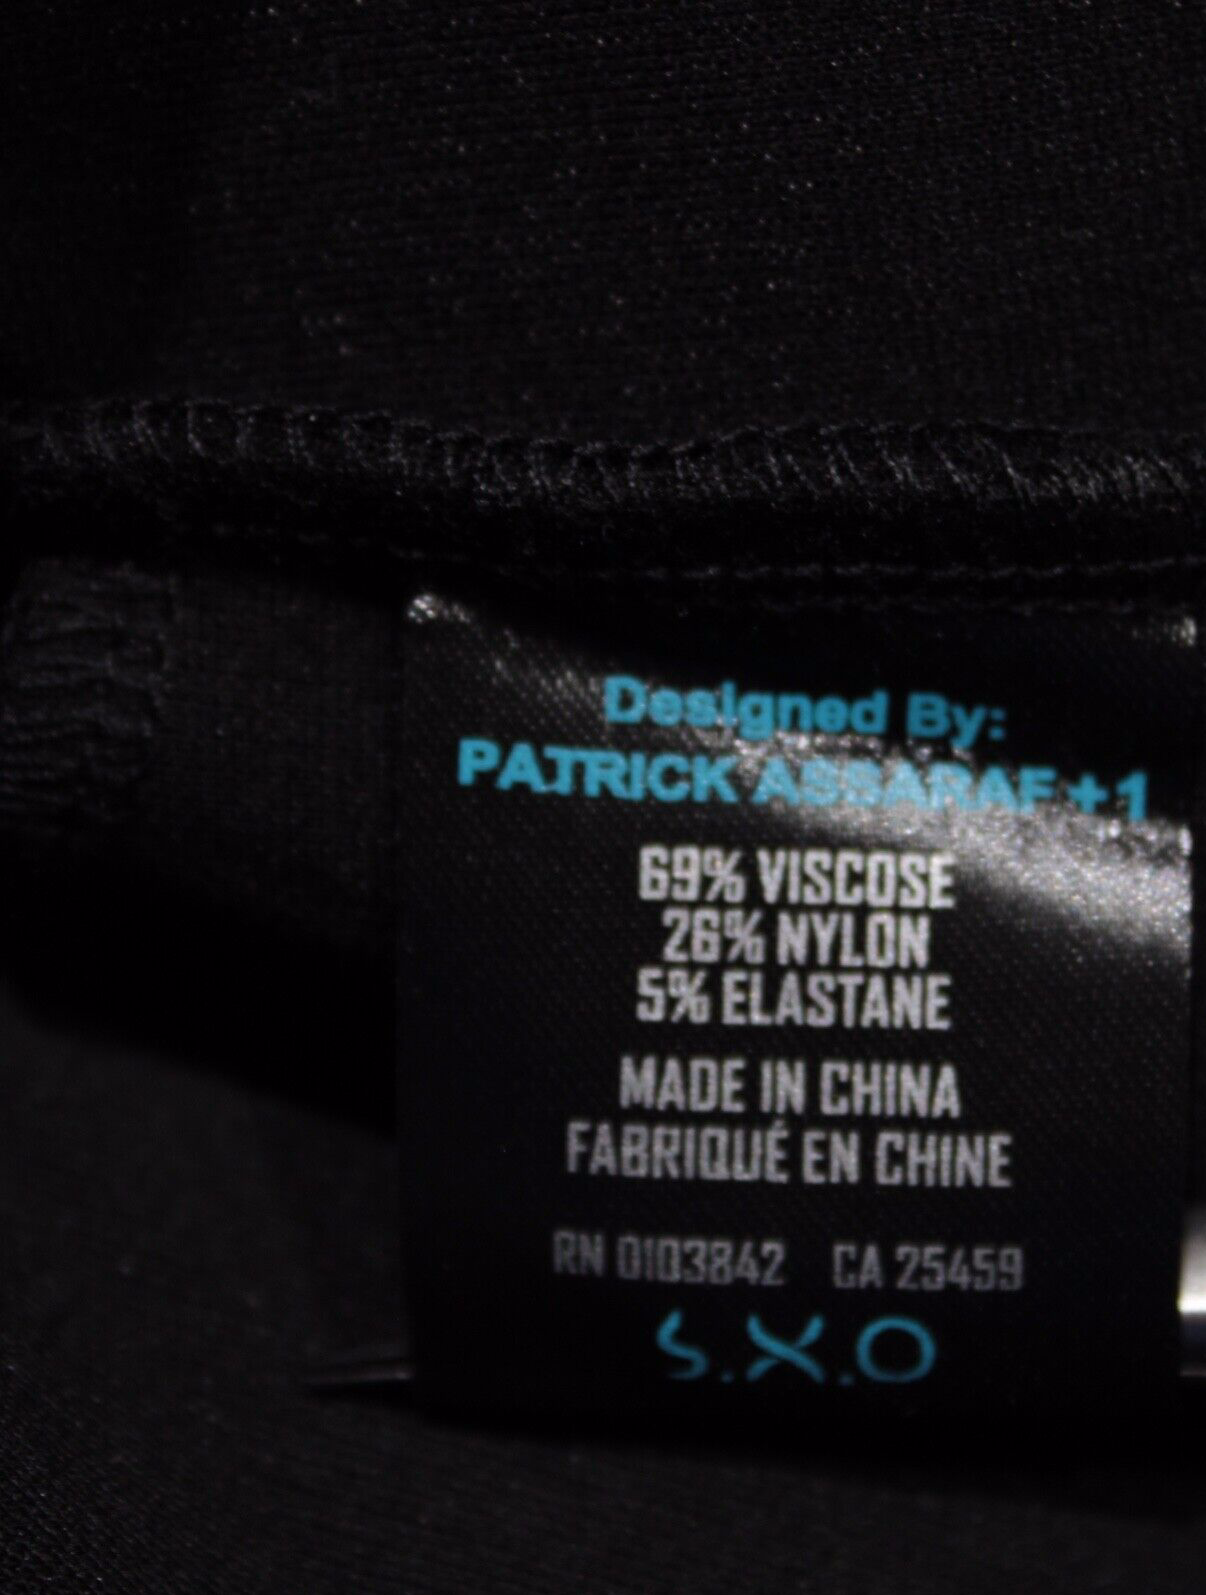 Designed By:
PATRICK ASSARAF + 1
69% VISCOSE
26% NYLON
5% ELASTANE
MADE IN CHINA
FABRIQUÉ EN CHINE
RN 0103842 CA 25459
S.X.O